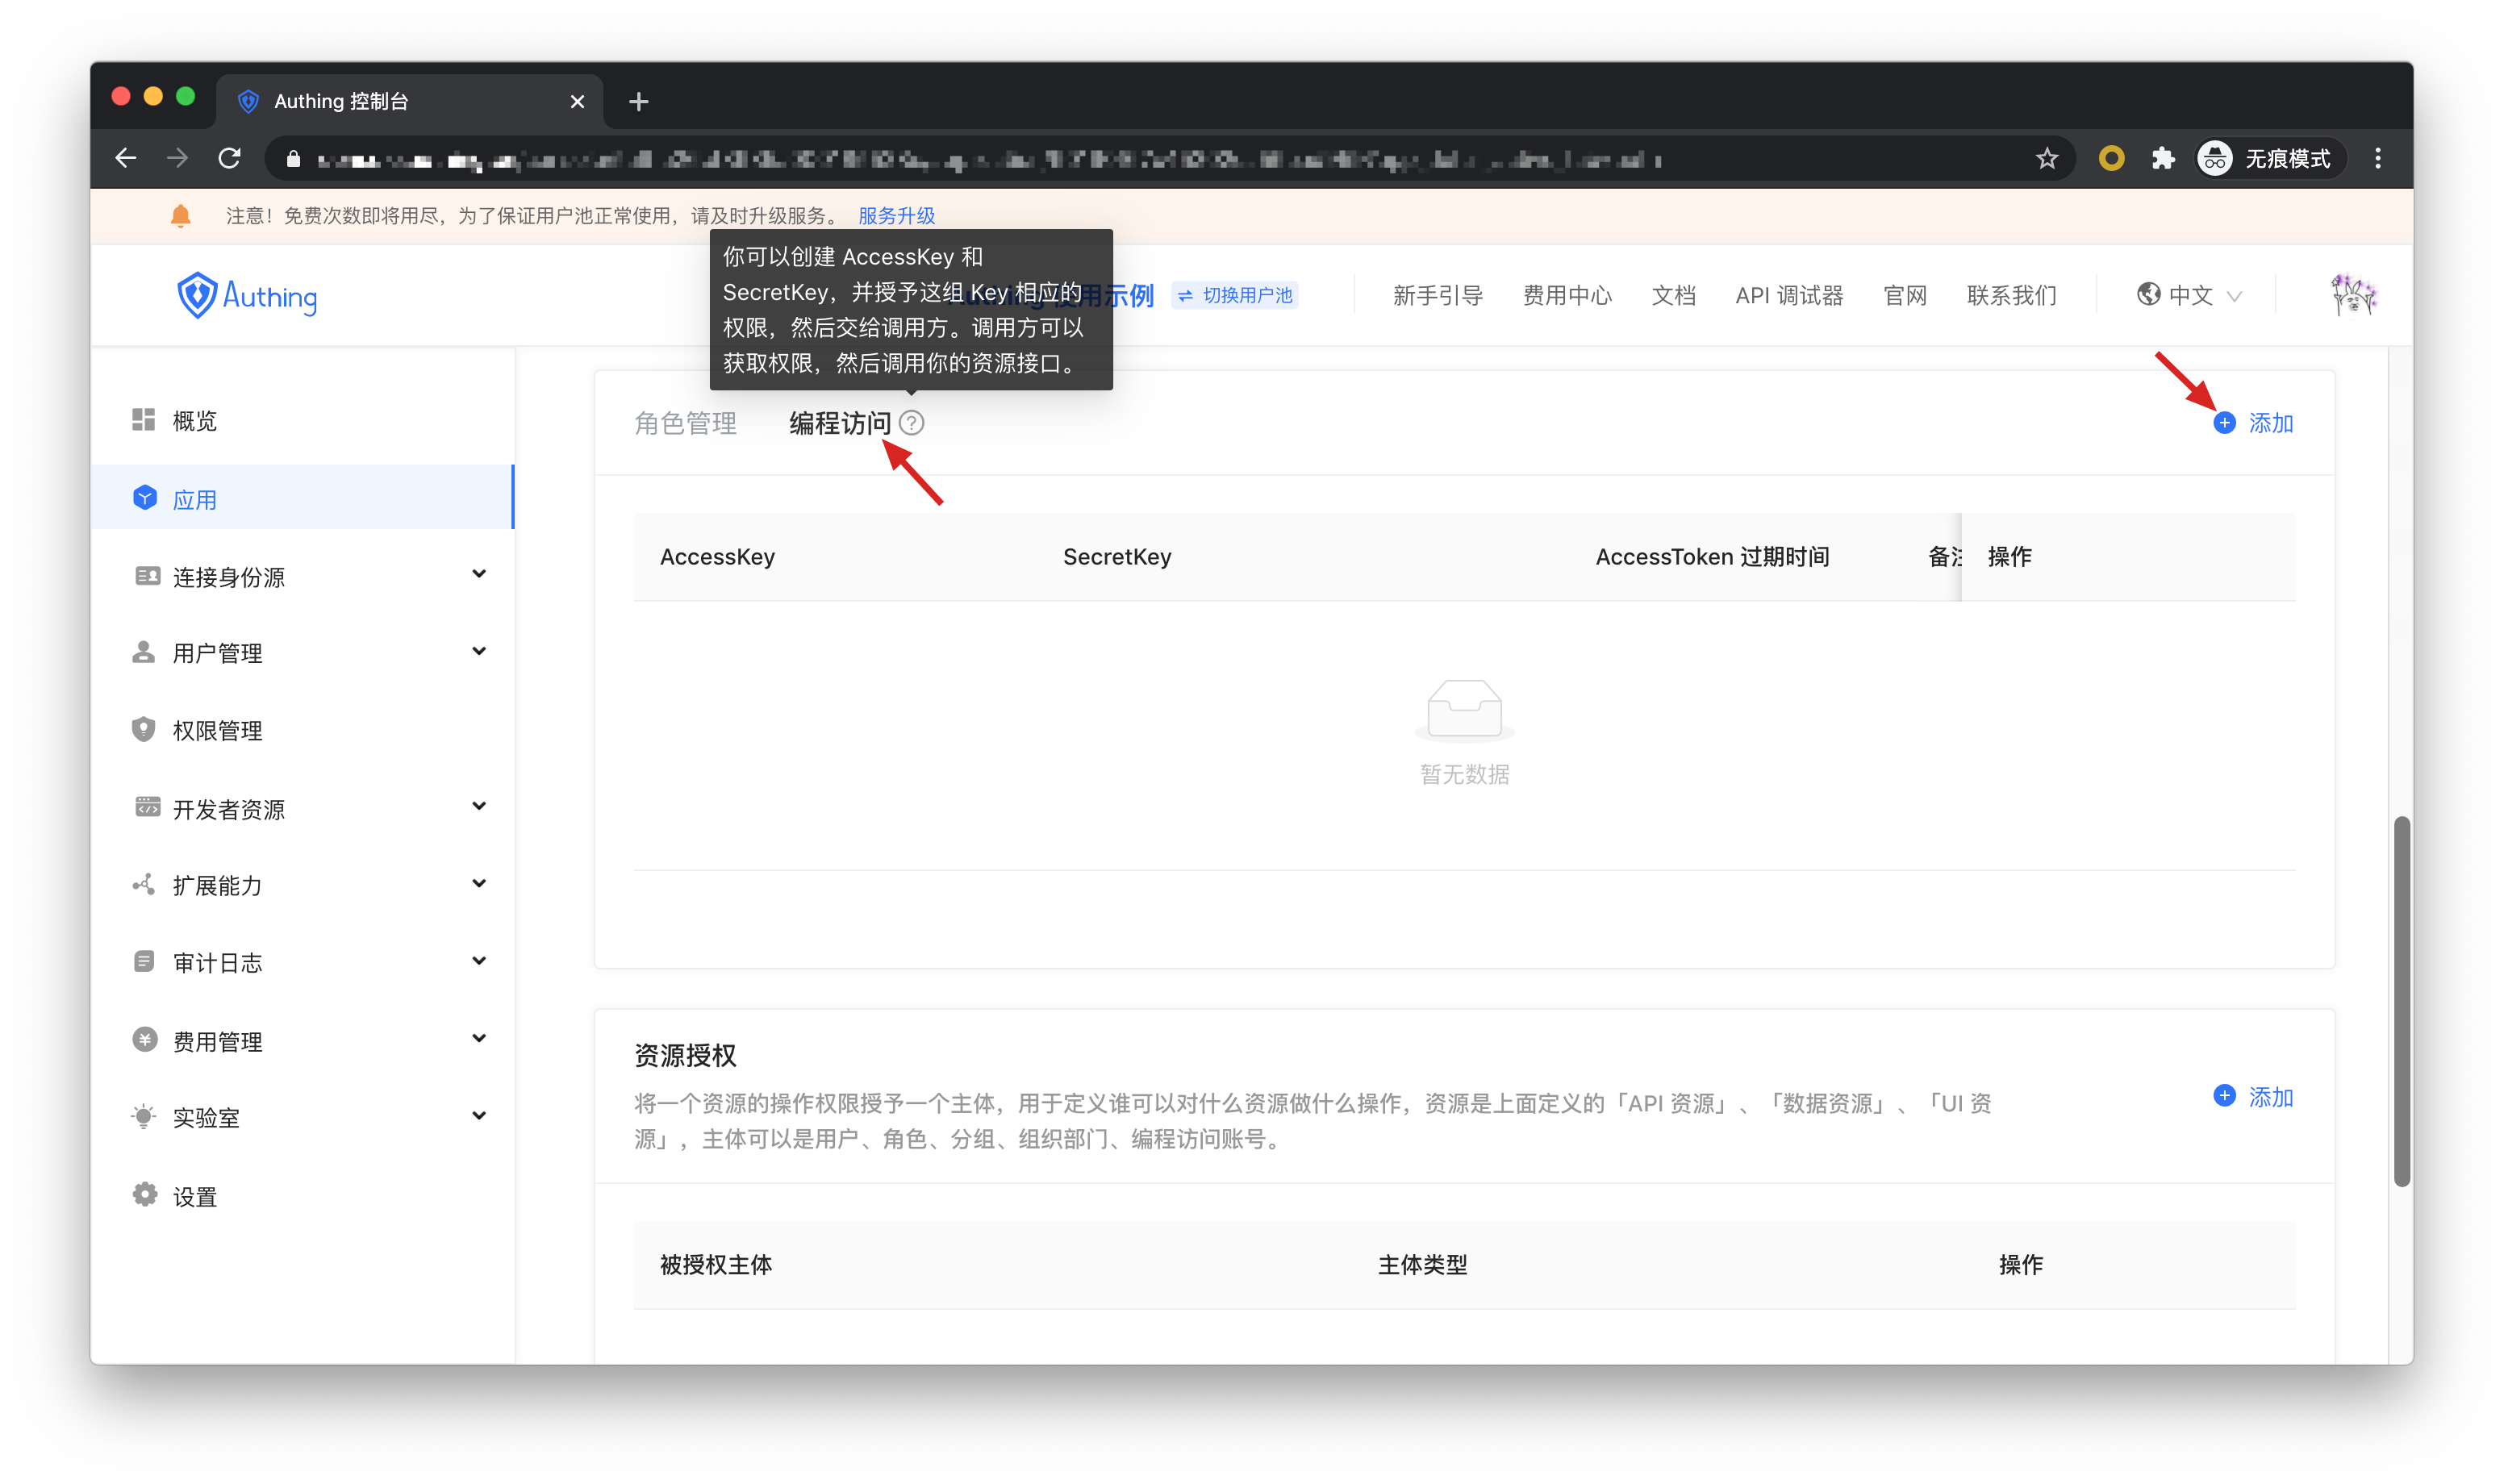 Authing 控制台
无痕模式
注意！免费次数即将用尽，为了保证用户池正常使用，请及时升级服务。 服务升级
你可以创建 AccessKey 和
SecretKey，并授予这组 Key 相应的
权限，然后交给调用方。调用方可以
获取权限，然后调用你的资源接口。
Authing
示例
切换用户池
新手引导
费用中心
文档
API 调试器
官网
联系我们
中文
概览
应用
连接身份源
用户管理
权限管理
开发者资源
扩展能力
审计日志
费用管理
实验室
设置
角色管理
编程访问
添加
AccessKey
SecretKey
AccessToken 过期时间
备注
操作
暂无数据
资源授权
将一个资源的操作权限授予一个主体，用于定义谁可以对什么资源做什么操作，资源是上面定义的「API 资源」、「数据资源」、「UI 资
源」，主体可以是用户、角色、分组、组织部门、编程访问账号。
添加
被授权主体
主体类型
操作